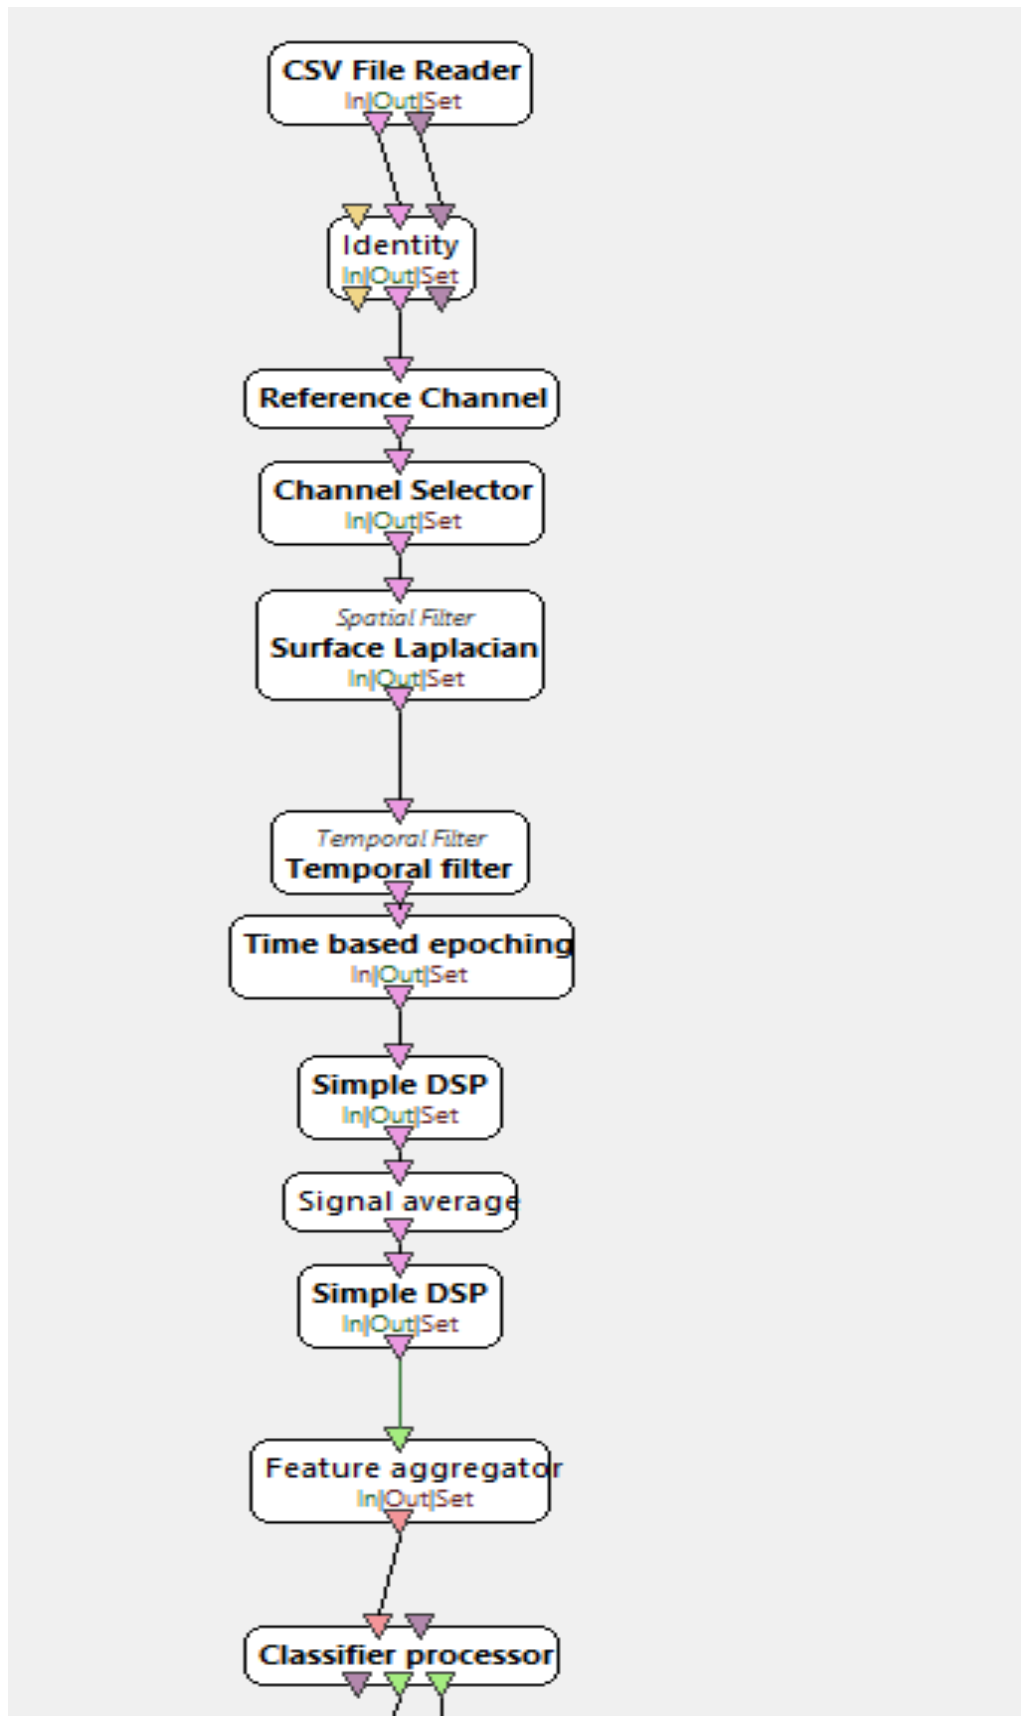 CSV File Reader
In|Out|Set
Identity
In|Out|Set
Reference Channel
Channel Selector
In|Out|Set
Spatial Filter
Surface Laplacian
In|Out|Set
Temporal Filter
Temporal filter
Time based epoching
In|Out|Set
Simple DSP
In|Out|Set
Signal average
Simple DSP
In|Out|Set
Feature aggregator
In|Out|Set
Classifier processor